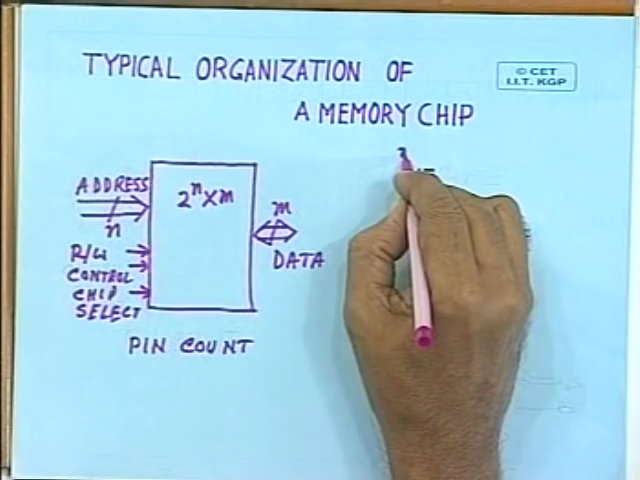 TYPICAL ORGANIZATION OF
A MEMORY CHIP
© CET
I.I.T. KGP
ADDRESS
n
2^n X m
m
DATA
R/W
CONTROL
CHIP
SELECT
PIN COUNT